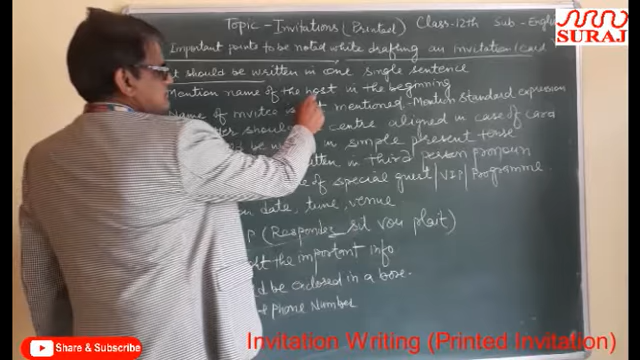 Topic - Invitations (Printed) Class-12th Sub - English
Important points to be noted while drafting an invitation/card
It should be written in one single sentence
Mention name of the host in the beginning
Name of invitee mentioned - Mention Standard expression
should centre aligned in case of card
in simple present tense
written in third person pronoun
of special guest/VIP/Programme
date, time, venue
P (Respondez sil vou plait)
the important info
be enclosed in a box.
Phone Number
SURAJ
Share & Subscribe
Invitation Writing (Printed Invitation)